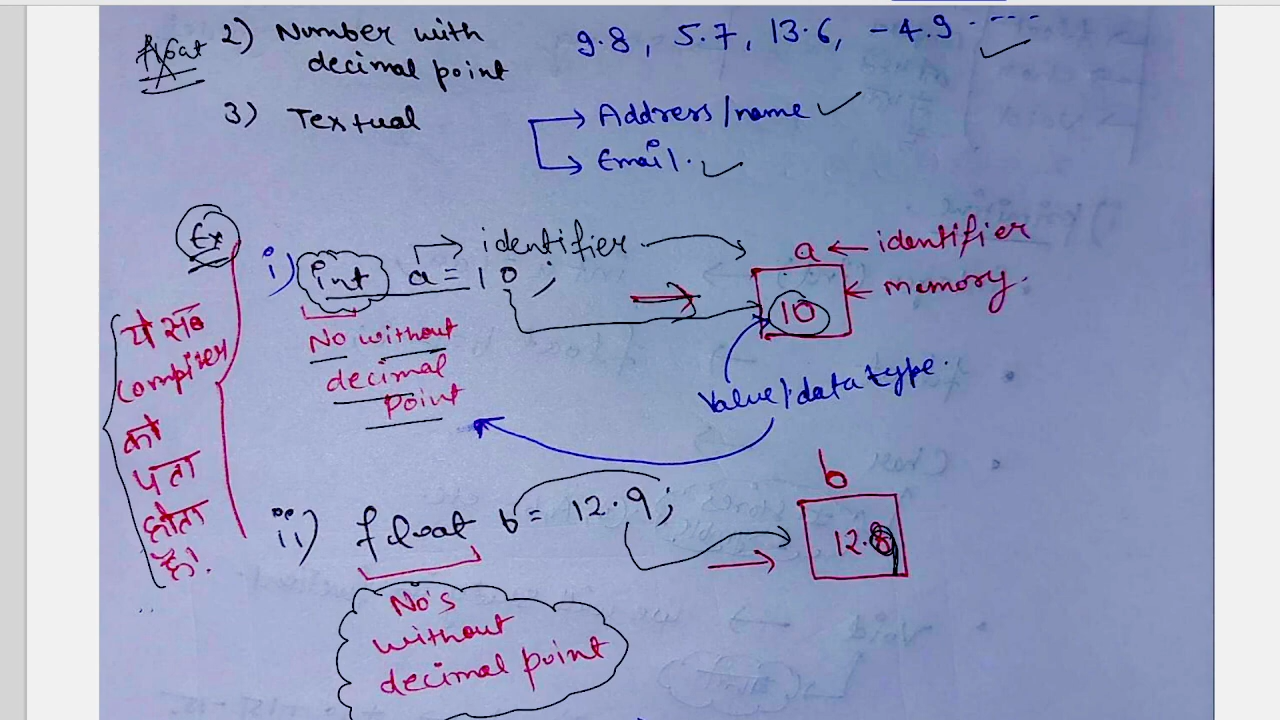 float 2) Number with 9.8, 5.7, 13.6, -4.9 ----
decimal point
3) Textual
Address/name
Email.
Ex
i) int a = 10;
identifier
a ← identifier
memory.
10
No without
decimal
point
Value/data type.
ये सब
compiler
को
पता
होता
है!
ii) float b = 12.9;
b
12.
No's
without
decimal point